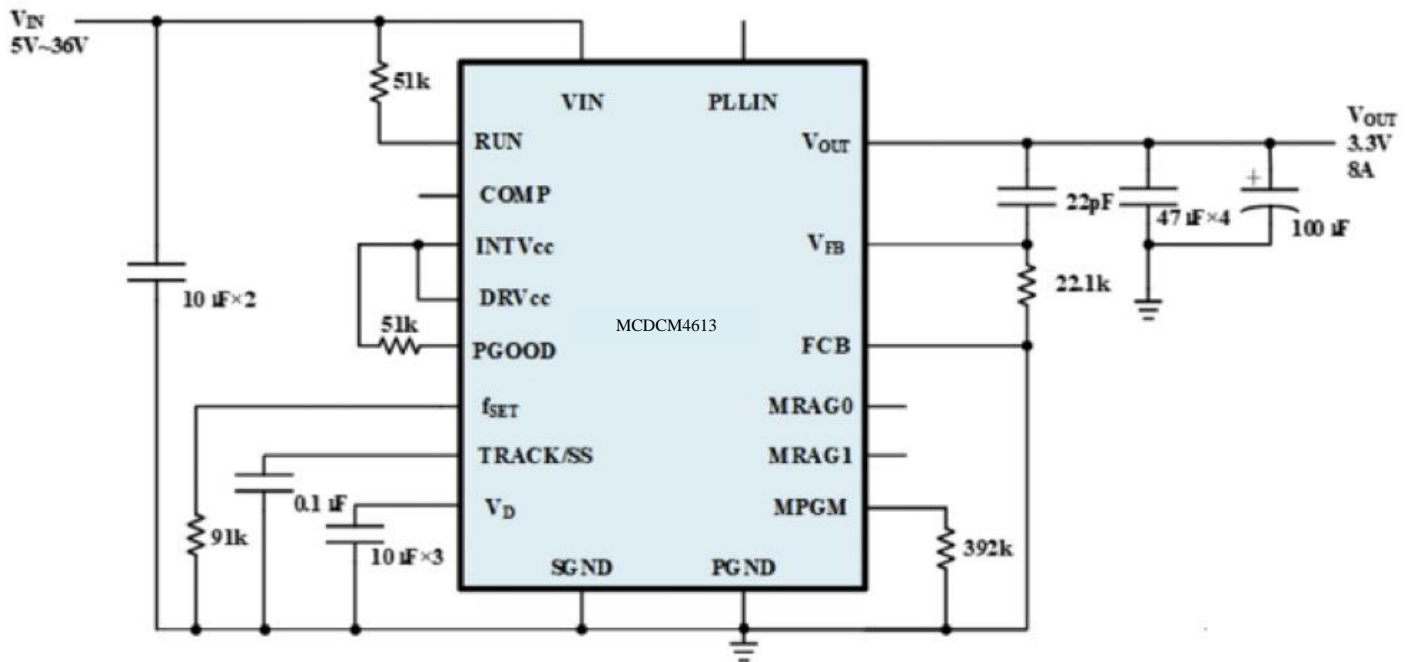 VIN
5V~36V
51k
VIN
PLLIN
RUN
VOUT
VOUT
3.3V
8A
COMP
+
22pF
47 uF×4
100 uF
INTVcc
VFB
10 uF×2
DRVcc
22.1k
51k
MCDCM4613
PGOOD
FCB
fSET
MRAG0
TRACK/SS
MRAG1
0.1 uF
VD
MPGM
91k
10 uF×3
392k
SGND
PGND